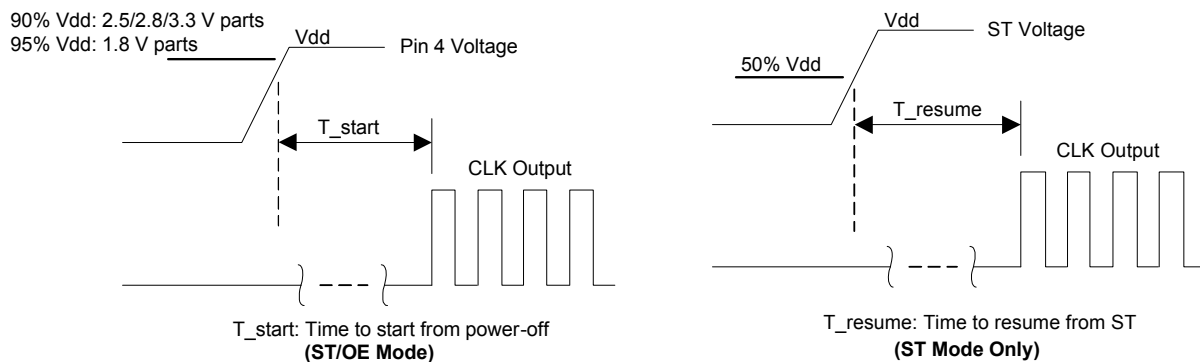 90% Vdd: 2.5/2.8/3.3 V parts
95% Vdd: 1.8 V parts
Vdd
Pin 4 Voltage
T_start
CLK Output
T_start: Time to start from power-off
(ST/OE Mode)
Vdd
ST Voltage
50% Vdd
T_resume
CLK Output
T_resume: Time to resume from ST
(ST Mode Only)